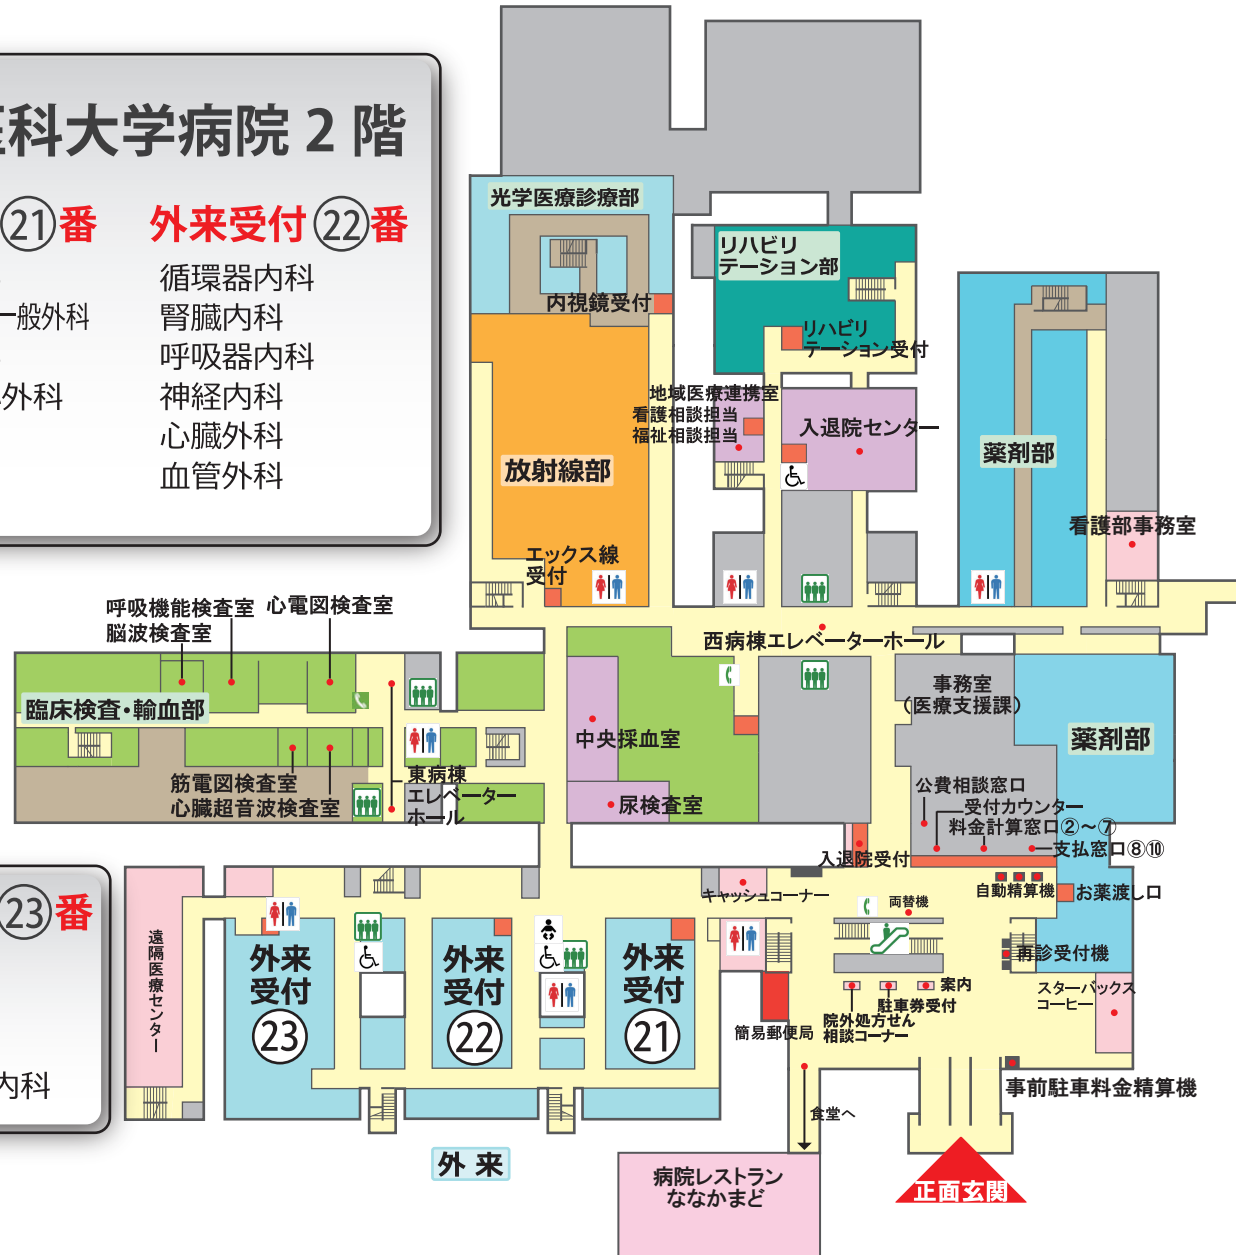 科大学病院 2 階
㉑番
外来受付㉒番
一般外科
外科
循環器内科
腎臓内科
呼吸器内科
神経内科
心臓外科
血管外科
光学医療診療部
内視鏡受付
リハビリ
テーション部
リハビリ
テーション受付
地域医療連携室
看護相談担当
福祉相談担当
入退院センター
放射線部
エックス線
受付
薬剤部
看護部事務室
呼吸機能検査室
脳波検査室
心電図検査室
西病棟エレベーターホール
臨床検査・輸血部
中央採血室
事務室
(医療支援課)
薬剤部
筋電図検査室
心臓超音波検査室
東病棟
エレベーター
ホール
尿検査室
公費相談窓口
受付カウンター
料金計算窓口②〜⑦
支払窓口⑧⑩
入退院受付
㉓番
内科
キャッシュコーナー
両替機
自動精算機
お薬渡し口
遠隔医療センター
外来
受付
㉓
外来
受付
㉒
外来
受付
㉑
再診受付機
案内
駐車券受付
院外処方せん
相談コーナー
スターバックス
コーヒー
簡易郵便局
事前駐車料金精算機
食堂へ
外 来
病院レストラン
ななかまど
正面玄関